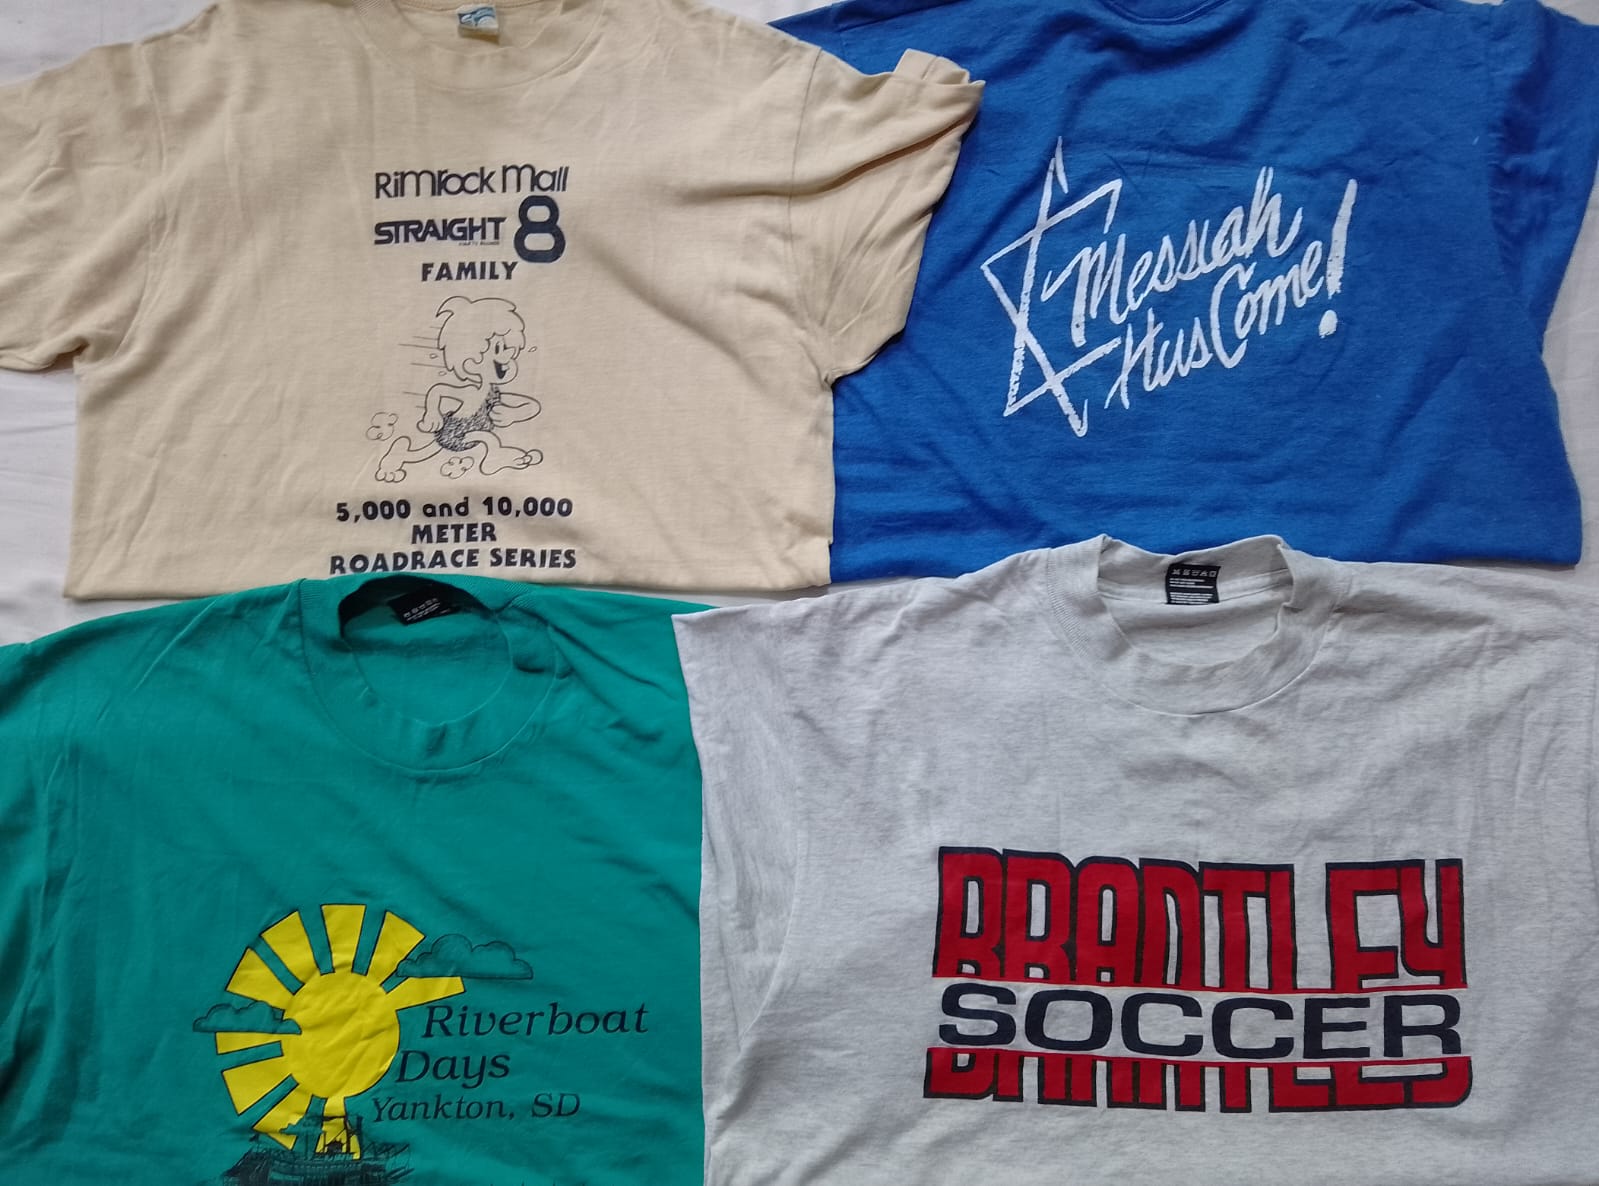 Rimrock Mall
STRAIGHT 8
FAMILY
5,000 and 10,000
METER
ROADRACE SERIES
Messiah
Has Come!
Riverboat
Days
Yankton, SD
BRANTLEY
SOCCER